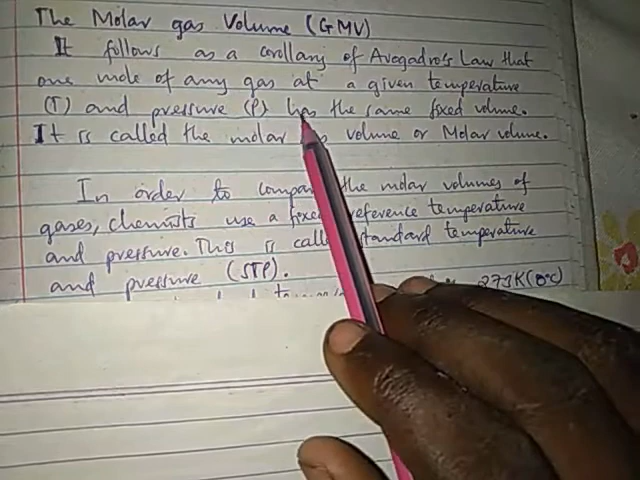 The Molar gas Volume (GMV)
It follows as a corollary of Avogadro's Law that
one mole of any gas at a given temperature
(T) and pressure (P) has the same fixed volume.
It is called the molar volume or Molar volume.
In order to the molar volumes of
gases, chemists use a fixed reference temperature
and pressure. This is standard temperature
and pressure (STP).
273K (0°C)